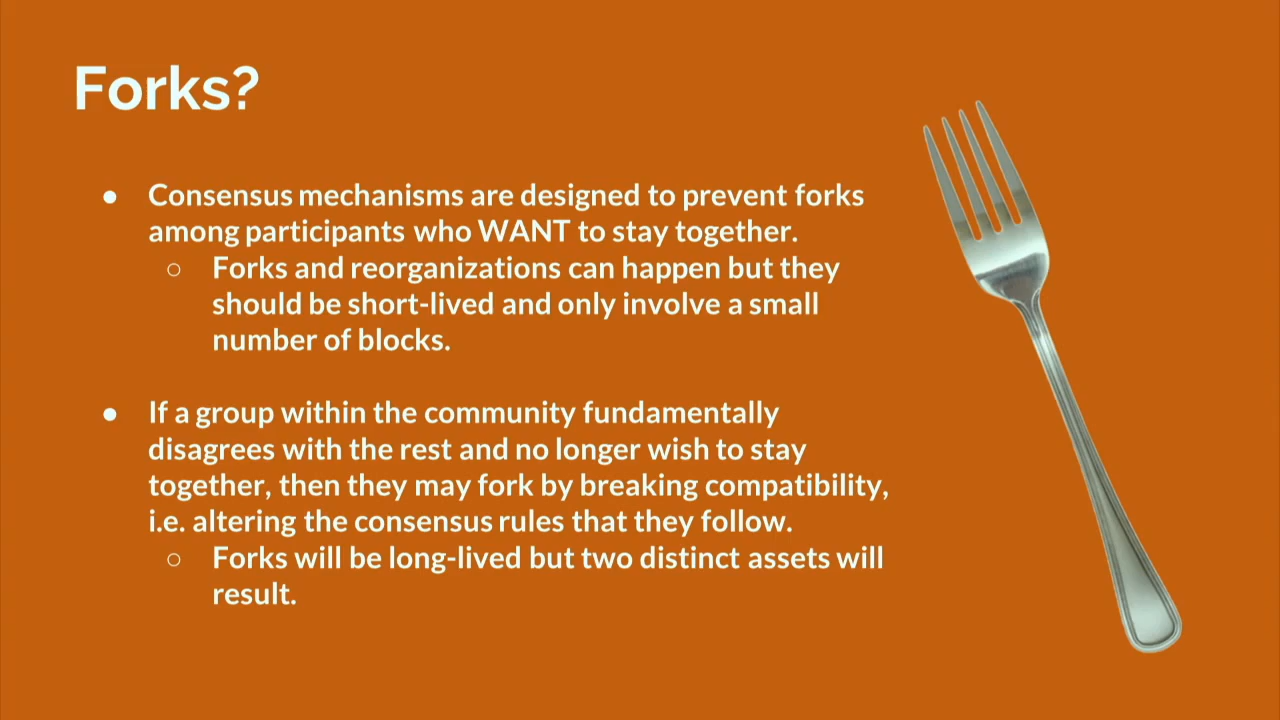 Forks?
● Consensus mechanisms are designed to prevent forks
among participants who WANT to stay together.
○ Forks and reorganizations can happen but they
should be short-lived and only involve a small
number of blocks.
● If a group within the community fundamentally
disagrees with the rest and no longer wish to stay
together, then they may fork by breaking compatibility,
i.e. altering the consensus rules that they follow.
○ Forks will be long-lived but two distinct assets will
result.